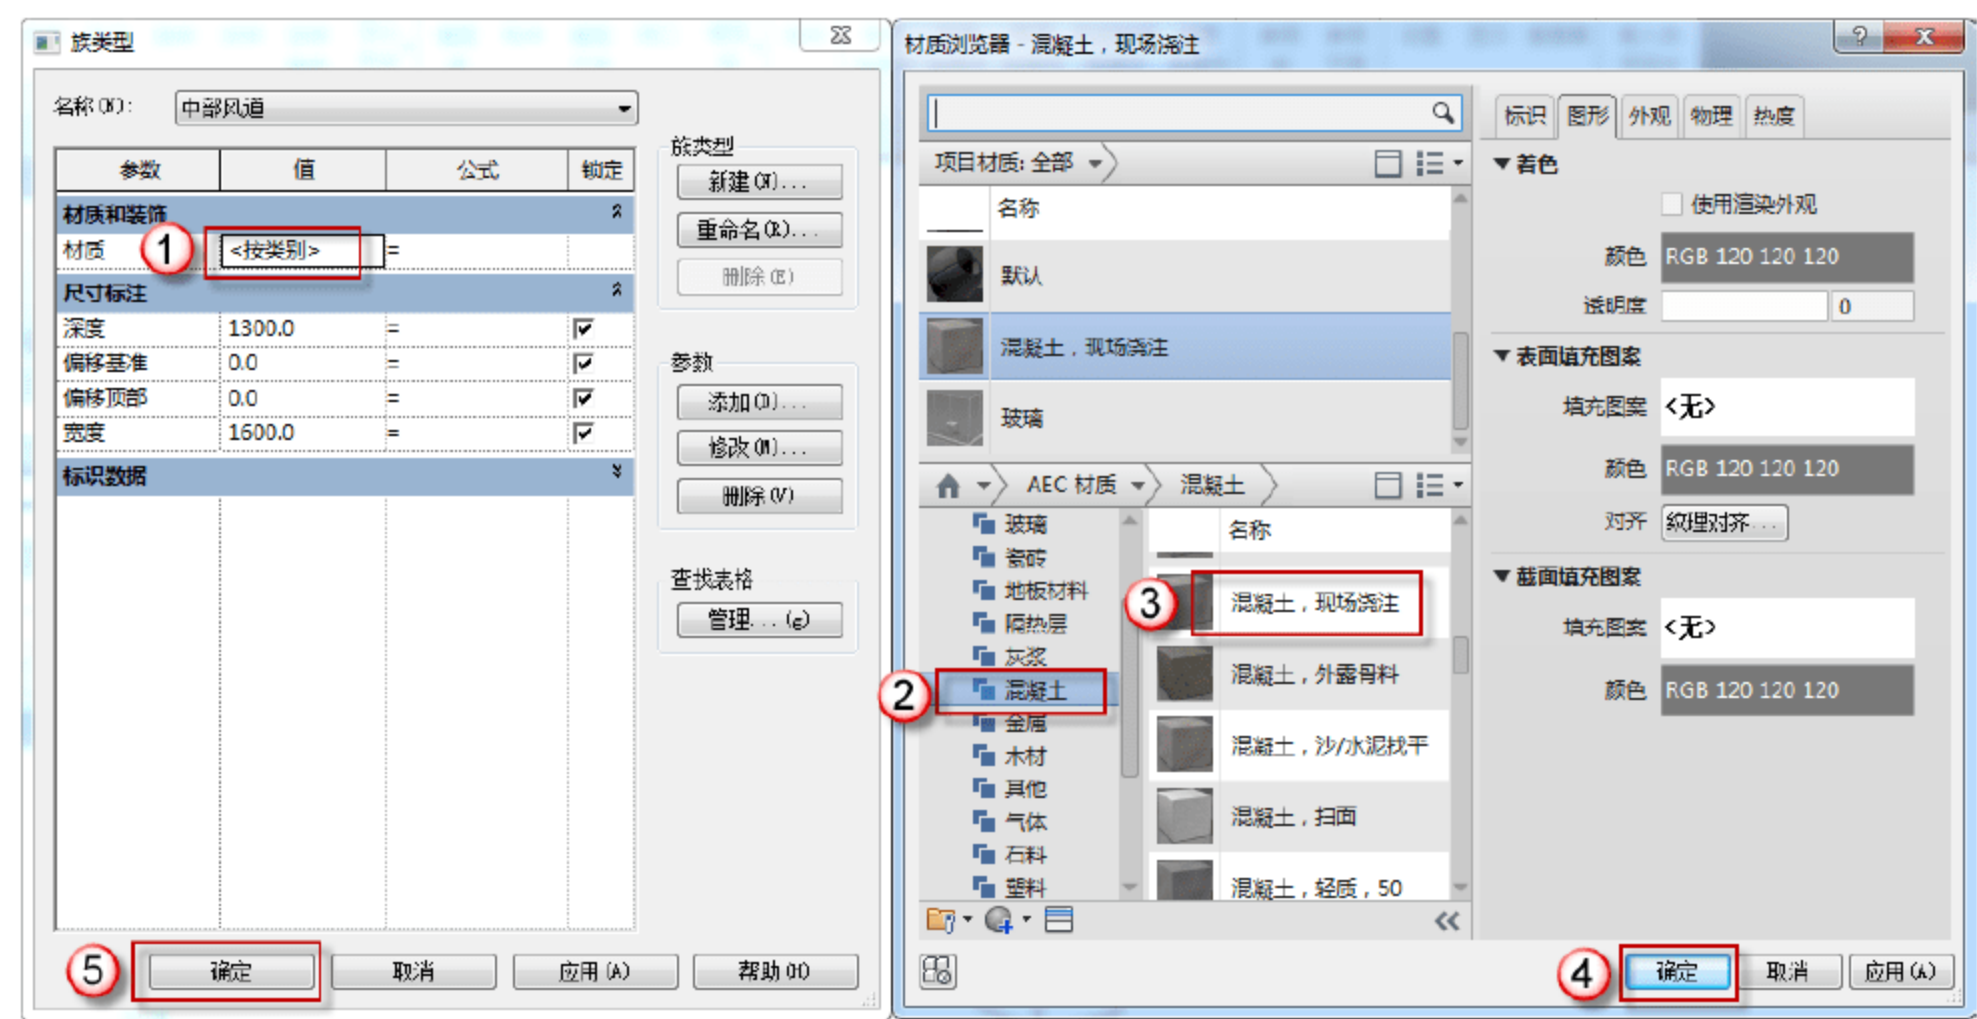 族类型
名称(N):
中部风道
参数 值 公式 锁定
材质和装饰
材质 ① <按类别> =
尺寸标注
深度 1300.0 =
偏移基准 0.0 =
偏移顶部 0.0 =
宽度 1600.0 =
标识数据
族类型
新建(N)...
重命名(R)...
删除(E)
参数
添加(D)...
修改(M)...
删除(V)
查找表格
管理...(G)
⑤ 确定 取消 应用(A) 帮助(H)
材质浏览器 - 混凝土，现场浇注
项目材质: 全部
名称
默认
混凝土，现场浇注
玻璃
AEC 材质 混凝土
玻璃
瓷砖
地板材料
隔热层
灰浆
② 混凝土
金属
木材
其他
气体
石料
塑料
名称
③ 混凝土，现场浇注
混凝土，外露骨料
混凝土，沙/水泥找平
混凝土，扫面
混凝土，轻质，50
标识 图形 外观 物理 热度
▼着色
使用渲染外观
颜色 RGB 120 120 120
透明度 0
▼表面填充图案
填充图案 <无>
颜色 RGB 120 120 120
对齐 纹理对齐...
▼截面填充图案
填充图案 <无>
颜色 RGB 120 120 120
④ 确定 取消 应用(A)